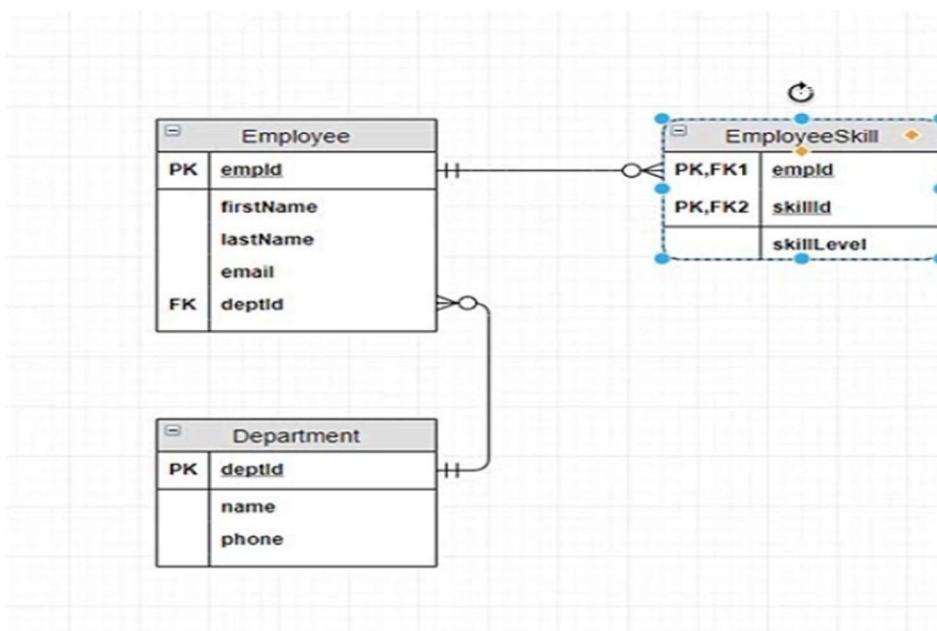 Employee
PK empId
firstName
lastName
email
FK deptId
EmployeeSkill
PK,FK1 empId
PK,FK2 skillId
skillLevel
Department
PK deptId
name
phone